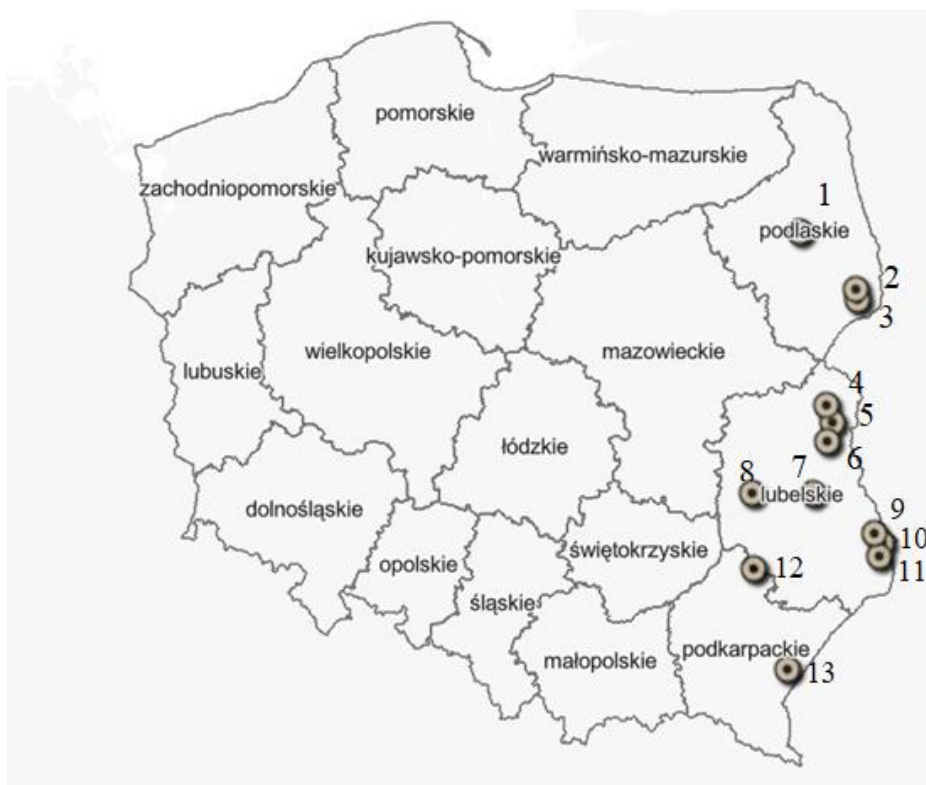 pomorskie
warmińsko-mazurskie
zachodniopomorskie
1
podlaskie
kujawsko-pomorskie
2
3
wielkopolskie
mazowieckie
lubuskie
4
5
łódzkie
6
8
7
lubelskie
dolnośląskie
9
10
świętokrzyskie
opolskie
12
11
śląskie
podkarpackie
małopolskie
13